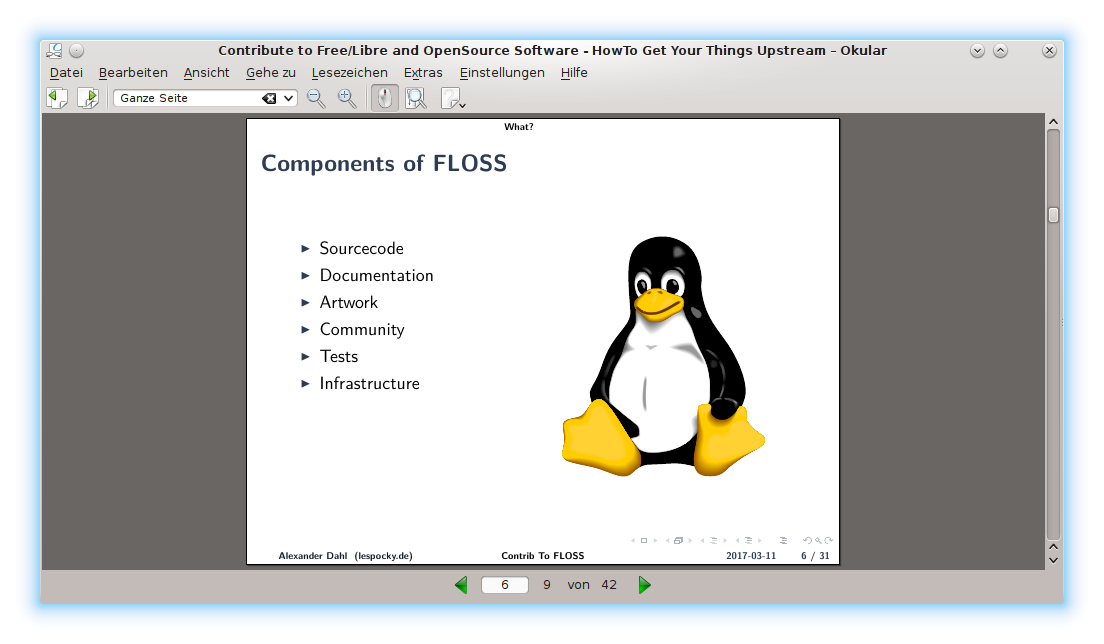 Contribute to Free/Libre and OpenSource Software - HowTo Get Your Things Upstream – Okular
Datei Bearbeiten Ansicht Gehe zu Lesezeichen Extras Einstellungen Hilfe
Ganze Seite
What?
Components of FLOSS
Sourcecode
Documentation
Artwork
Community
Tests
Infrastructure
Alexander Dahl (lespocky.de) Contrib To FLOSS 2017-03-11 6 / 31
6 9 von 42